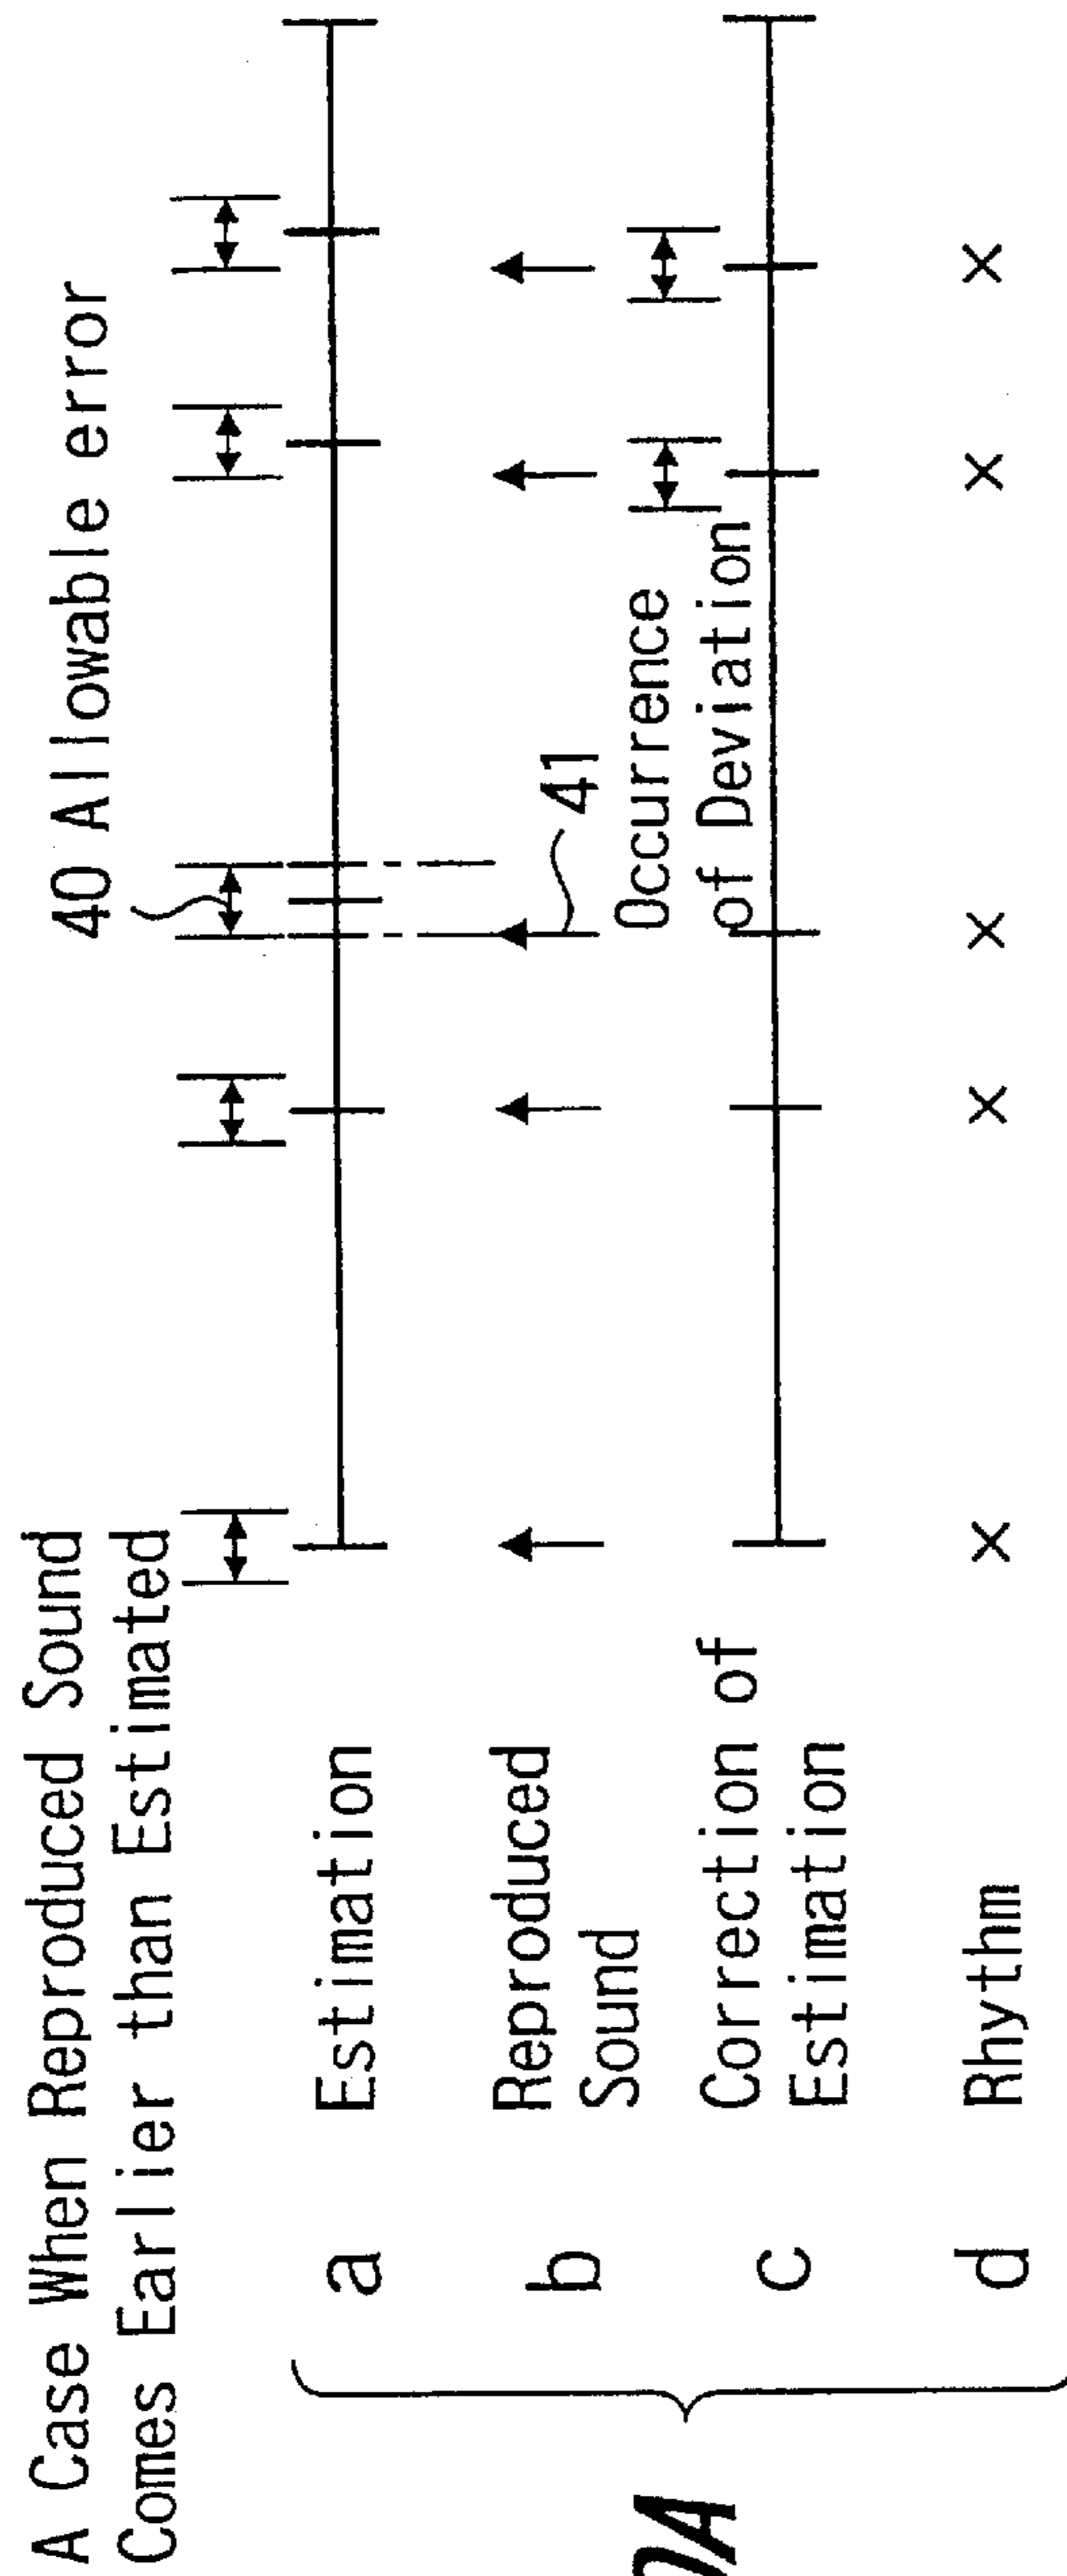 A Case When Reproduced Sound
Comes Earlier than Estimated
40 Allowable error
a Estimation
b Reproduced
Sound
41
Occurrence
of Deviation
c Correction of
Estimation
d Rhythm
× × × × ×